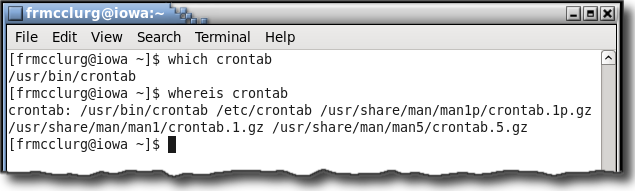 frmcclurg@iowa:~
File Edit View Search Terminal Help
[frmcclurg@iowa ~]$ which crontab
/usr/bin/crontab
[frmcclurg@iowa ~]$ whereis crontab
crontab: /usr/bin/crontab /etc/crontab /usr/share/man/man1p/crontab.1p.gz
/usr/share/man/man1/crontab.1.gz /usr/share/man/man5/crontab.5.gz
[frmcclurg@iowa ~]$